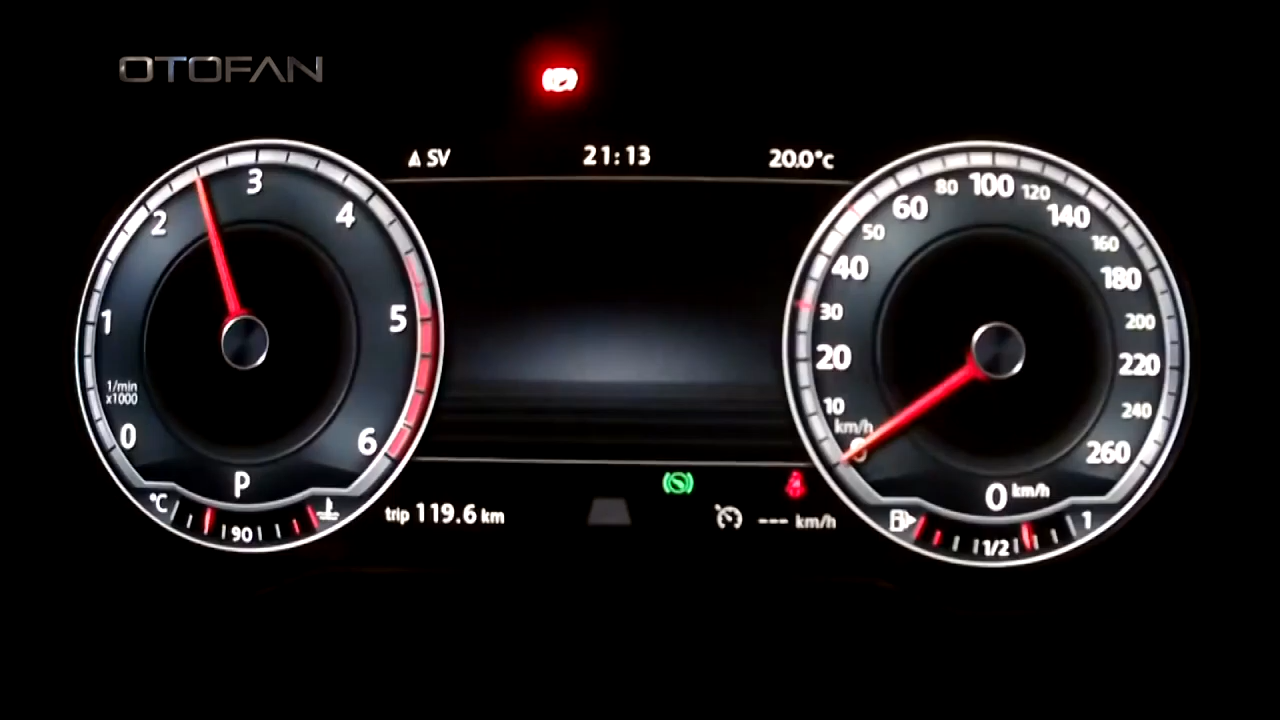 OTOFAN
Δ SV
21:13
20.0°c
0
1
2
3
4
5
6
1/min
x1000
P
°C
90
trip 119.6 km
--- km/h
0
10
20
30
40
50
60
80
100
120
140
160
180
200
220
240
260
km/h
0 km/h
1/2
1